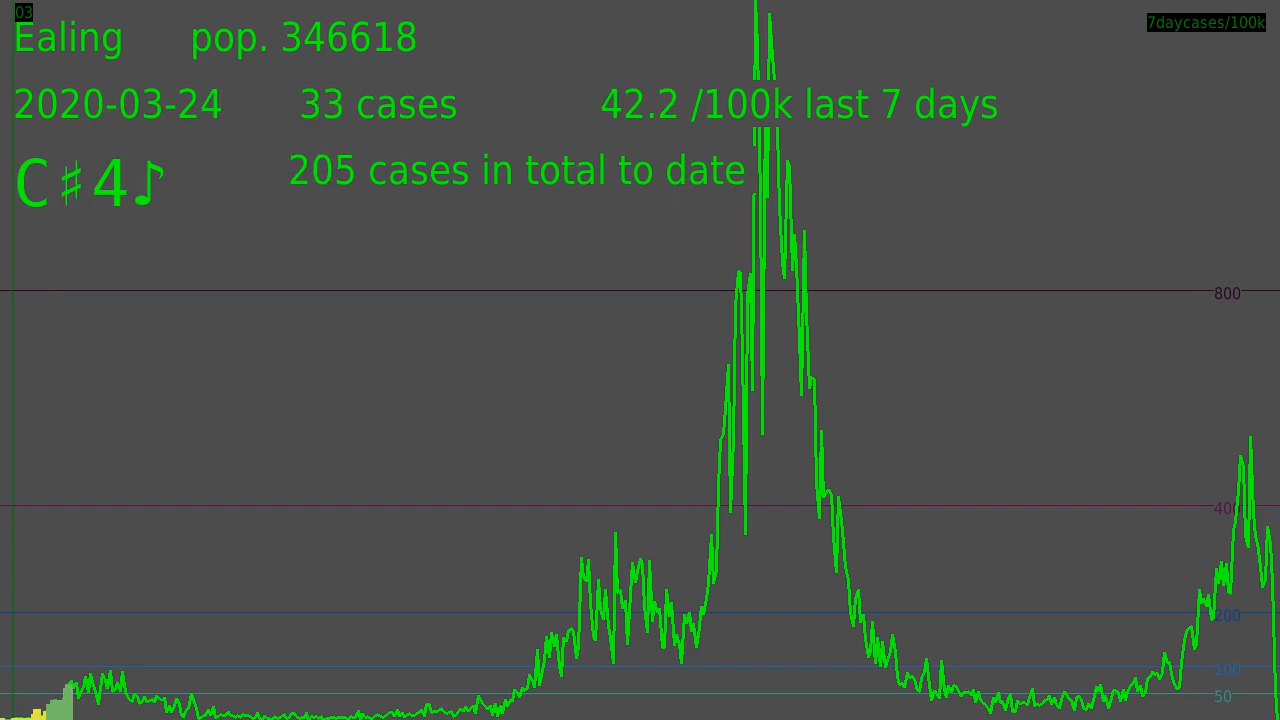 03
7daycases/100k
Ealing pop. 346618
2020-03-24 33 cases 42.2 /100k last 7 days
C♯4♪ 205 cases in total to date
800
400
200
100
50